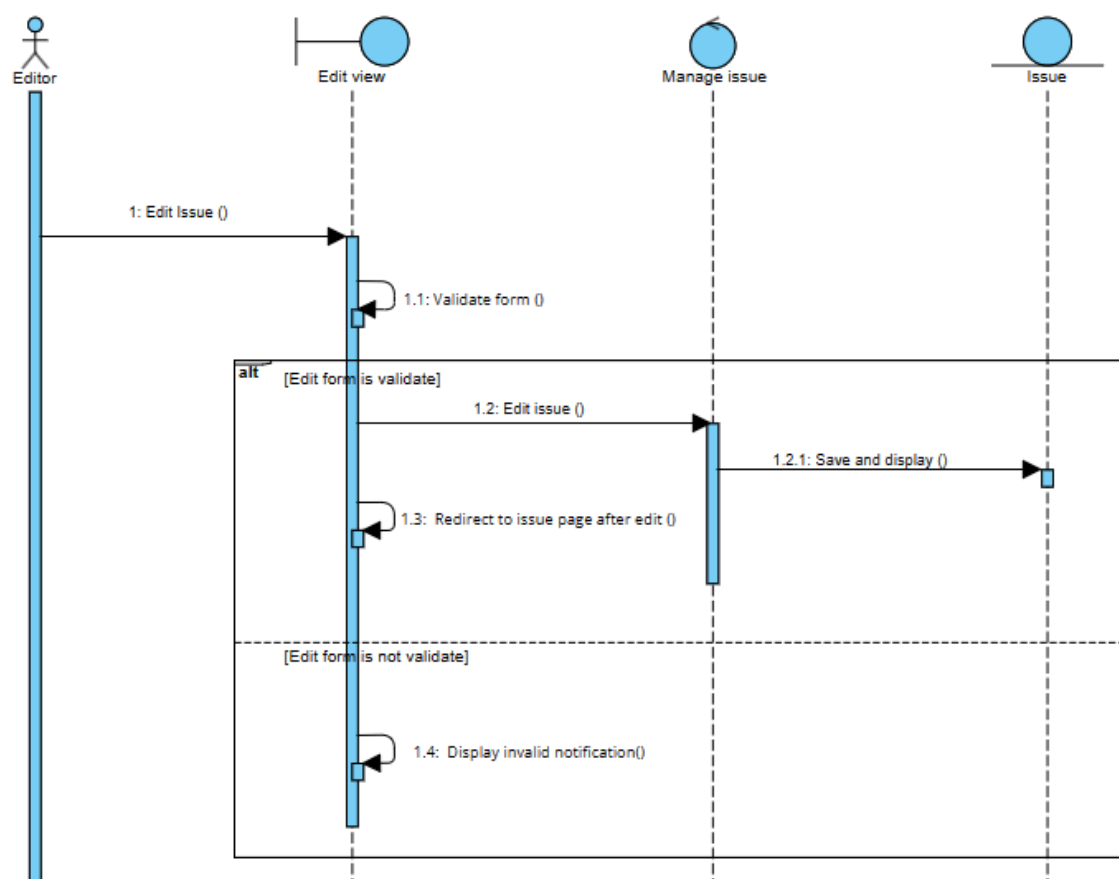 Editor
Edit view
Manage issue
Issue
1: Edit Issue ()
1.1: Validate form ()
alt
[Edit form is validate]
1.2: Edit issue ()
1.2.1: Save and display ()
1.3: Redirect to issue page after edit ()
[Edit form is not validate]
1.4: Display invalid notification()